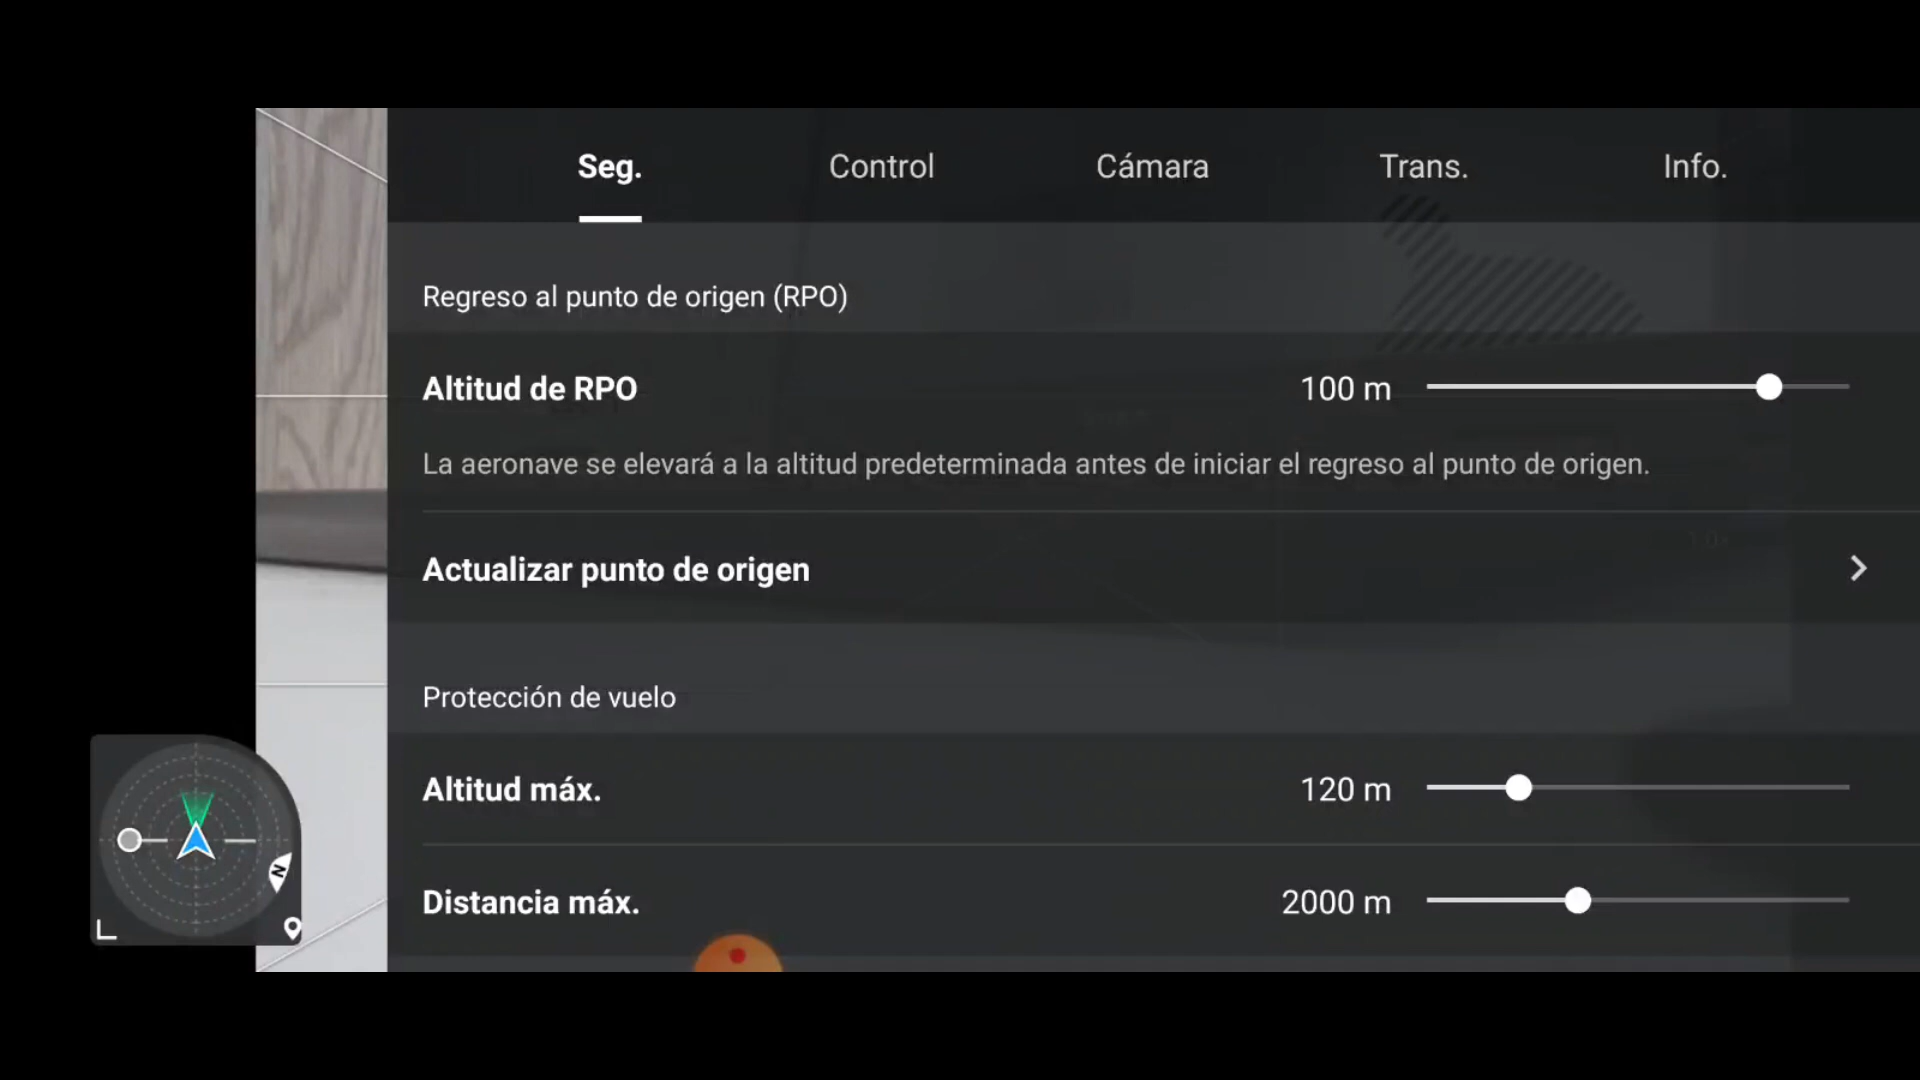 Seg. Control Cámara Trans. Info.
Regreso al punto de origen (RPO)
Altitud de RPO 100 m
La aeronave se elevará a la altitud predeterminada antes de iniciar el regreso al punto de origen.
Actualizar punto de origen
Protección de vuelo
Altitud máx. 120 m
N
Distancia máx. 2000 m